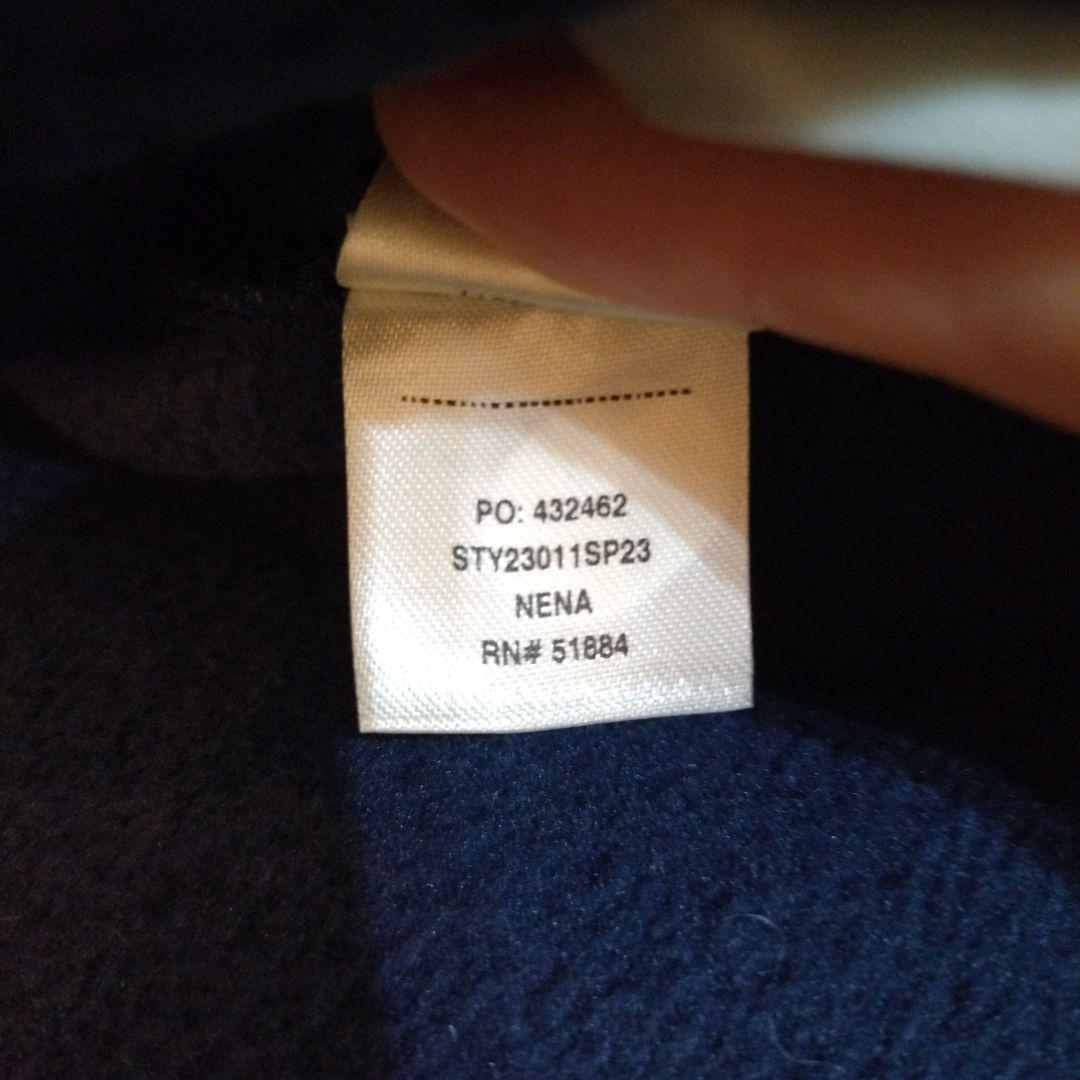 PO: 432462
STY23011SP23
NENA
RN# 51884